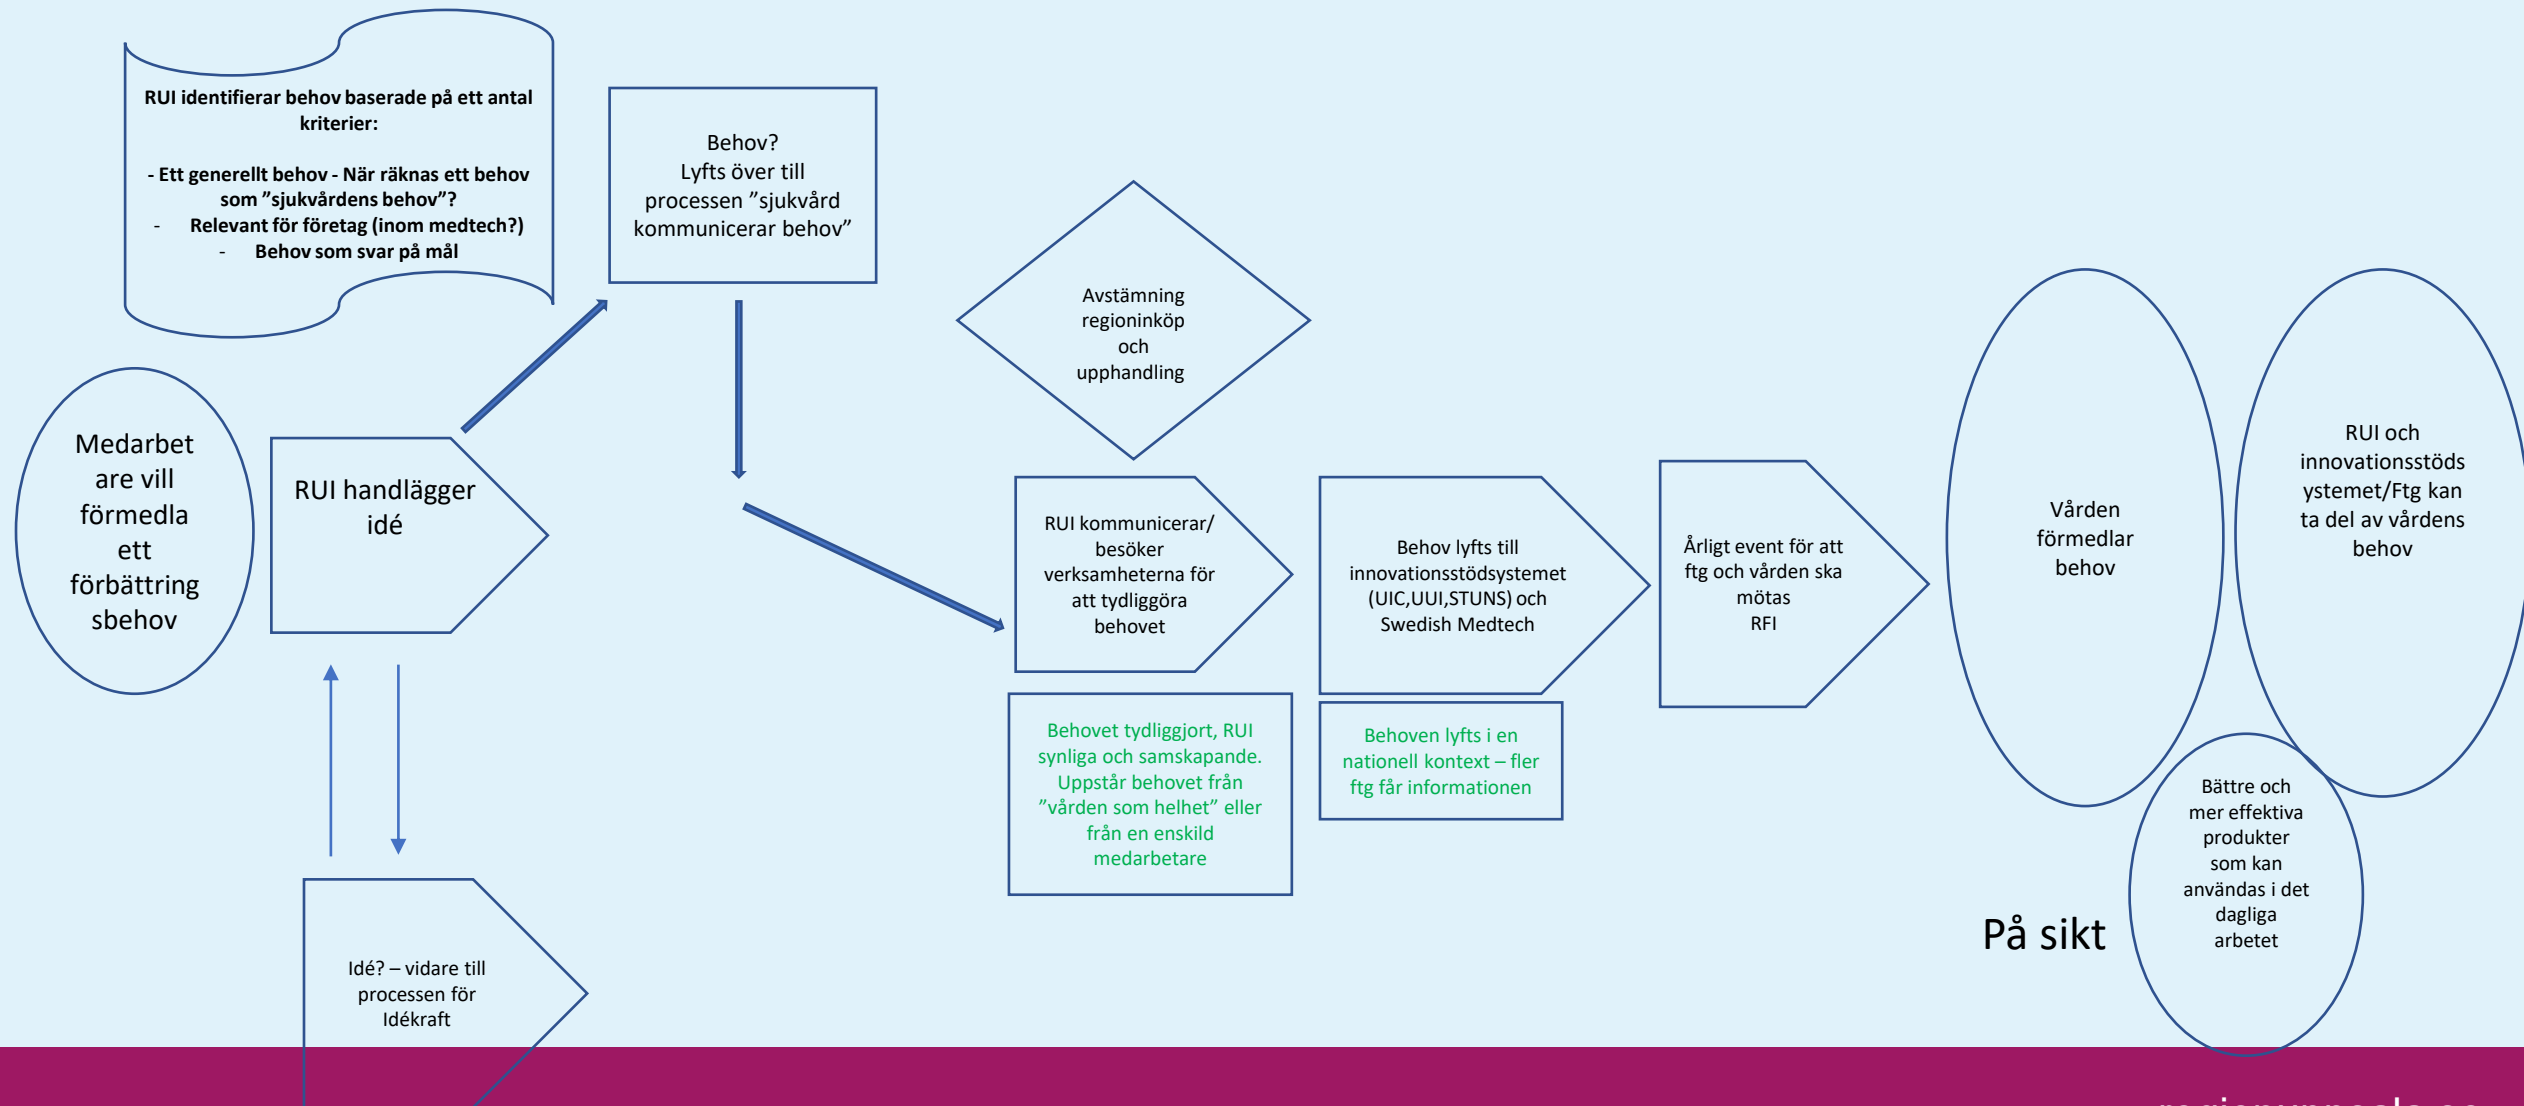 RUI identifierar behov baserade på ett antal
kriterier:
- Ett generellt behov - När räknas ett behov
som ”sjukvårdens behov”?
- Relevant för företag (inom medtech?)
- Behov som svar på mål
Behov?
Lyfts över till
processen ”sjukvård
kommunicerar behov”
Avstämning
regioninköp
och
upphandling
Medarbet
are vill
förmedla
ett
förbättring
sbehov
RUI handlägger
idé
RUI kommunicerar/
besöker
verksamheterna för
att tydliggöra
behovet
Behov lyfts till
innovationsstödsystemet
(UIC,UUI,STUNS) och
Swedish Medtech
Årligt event för att
ftg och vården ska
mötas
RFI
Vården
förmedlar
behov
RUI och
innovationsstöds
ystemet/Ftg kan
ta del av vårdens
behov
Behovet tydliggjort, RUI
synliga och samskapande.
Uppstår behovet från
”vården som helhet” eller
från en enskild
medarbetare
Behoven lyfts i en
nationell kontext – fler
ftg får informationen
Bättre och
mer effektiva
produkter
som kan
användas i det
dagliga
arbetet
På sikt
Idé? – vidare till
processen för
Idékraft